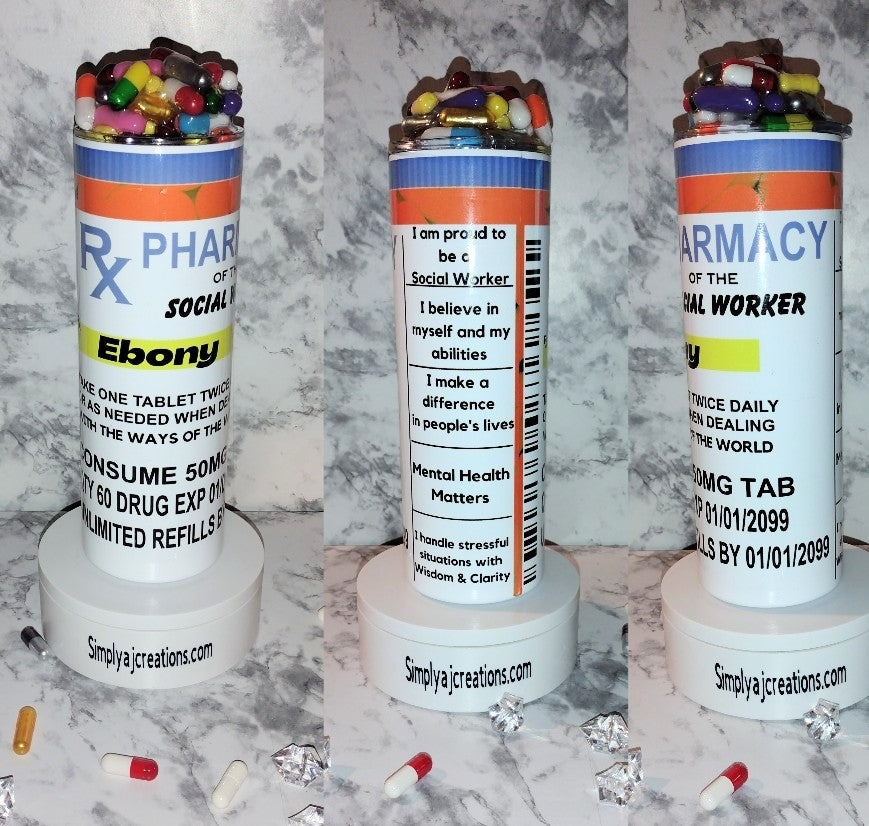 Rx PHAR
OF TH
SOCIAL W
Ebony
AKE ONE TABLET TWICE
R AS NEEDED WHEN DE
WITH THE WAYS OF THE W
ONSUME 50MG
TY 60 DRUG EXP 01/
NLIMITED REFILLS B
Simplyajcreations.com
I am proud to
be a
Social Worker
I believe in
myself and my
abilities
I make a
difference
in people's lives
Mental Health
Matters
I handle stressful
situations with
Wisdom & Clarity
Simplyajcreations.com
ARMACY
OF THE
CIAL WORKER
ny
TWICE DAILY
HEN DEALING
F THE WORLD
50MG TAB
XP 01/01/2099
LLS BY 01/01/2099
Simplyajcreations.com